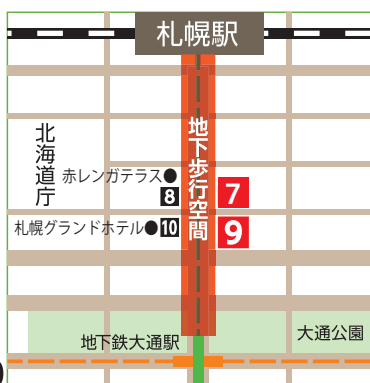 札幌駅
北海道庁
地下歩行空間
赤レンガテラス●
8
7
札幌グランドホテル●10
9
大通公園
地下鉄大通駅